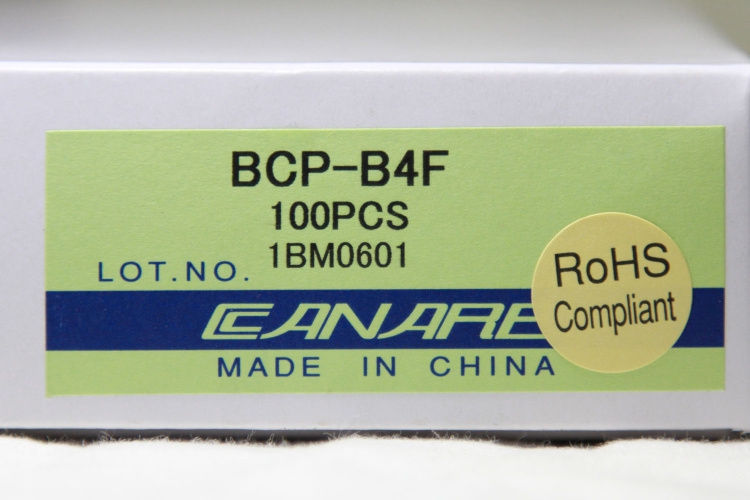 BCP-B4F
100PCS
LOT.NO. 1BM0601
CANARE
MADE IN CHINA
RoHS
Compliant